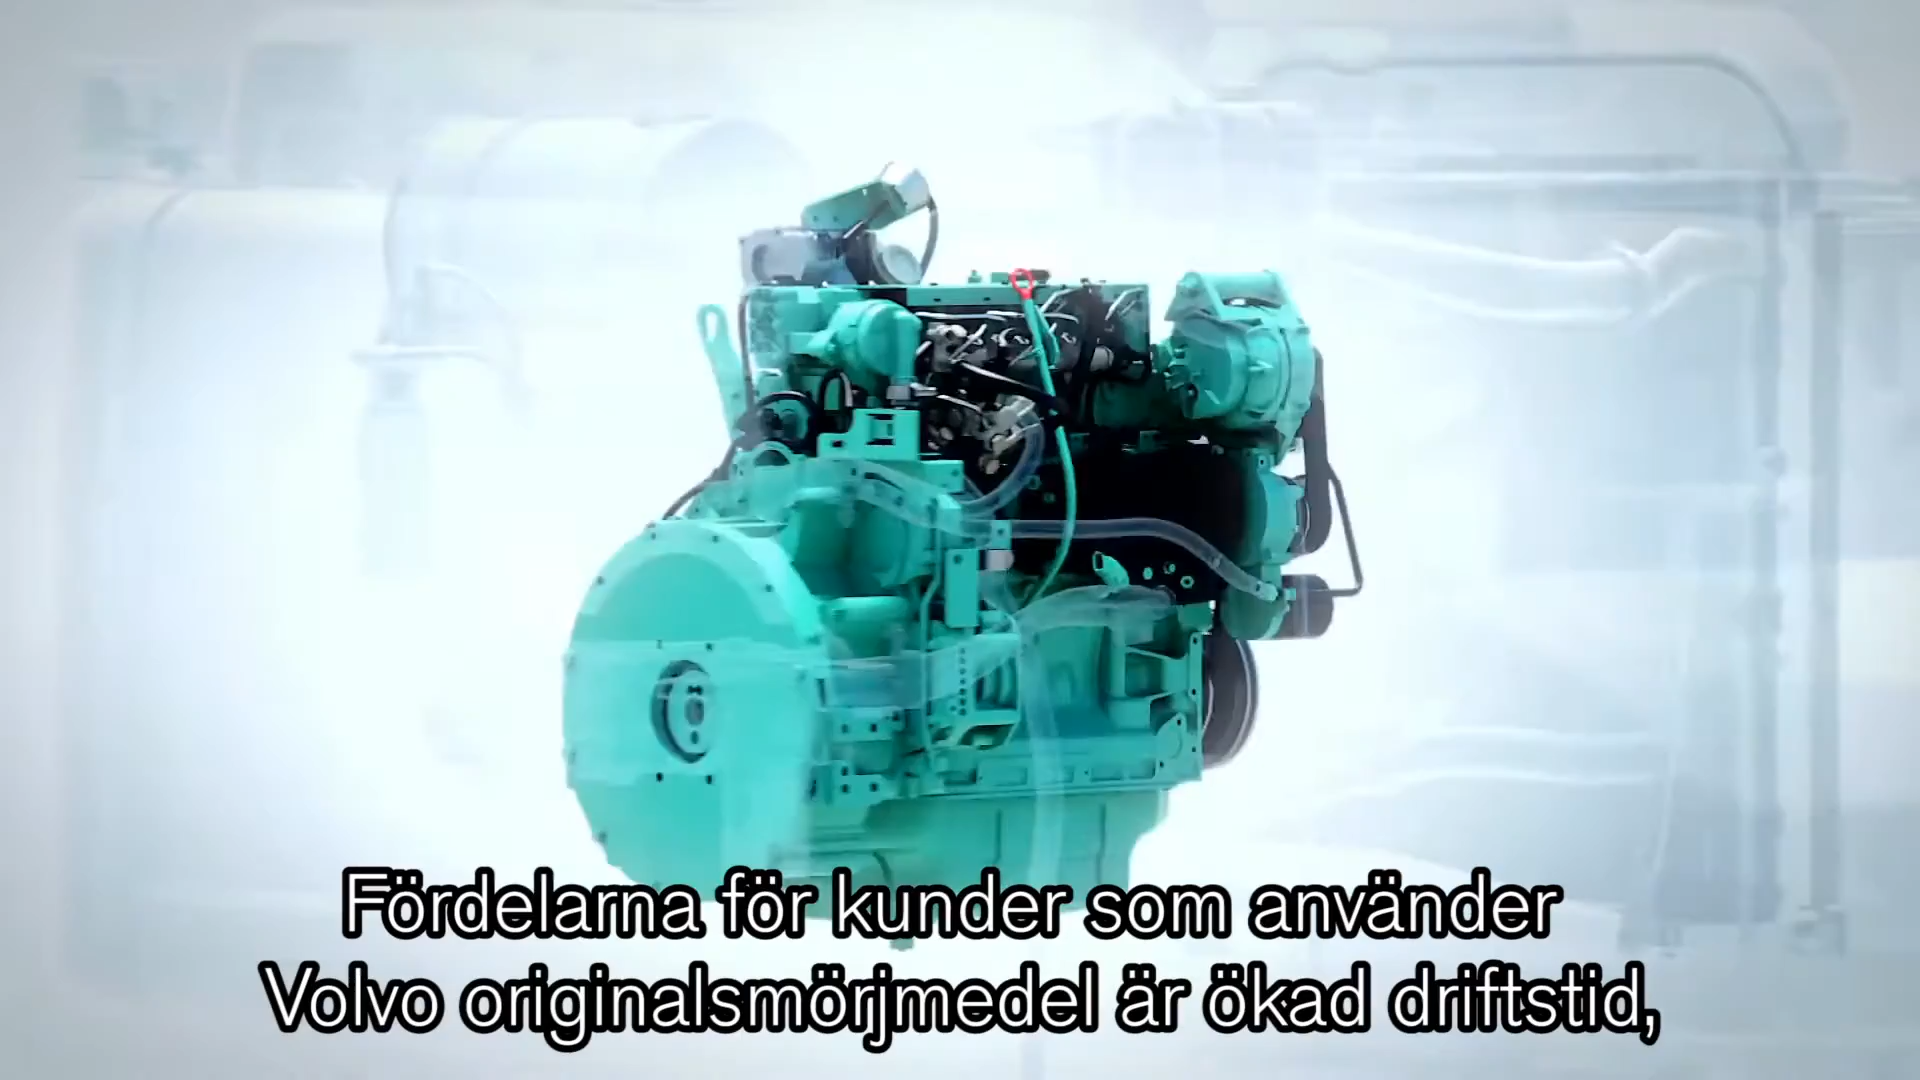 Fördelarna för kunder som använder
Volvo originalsmörjmedel är ökad driftstid,